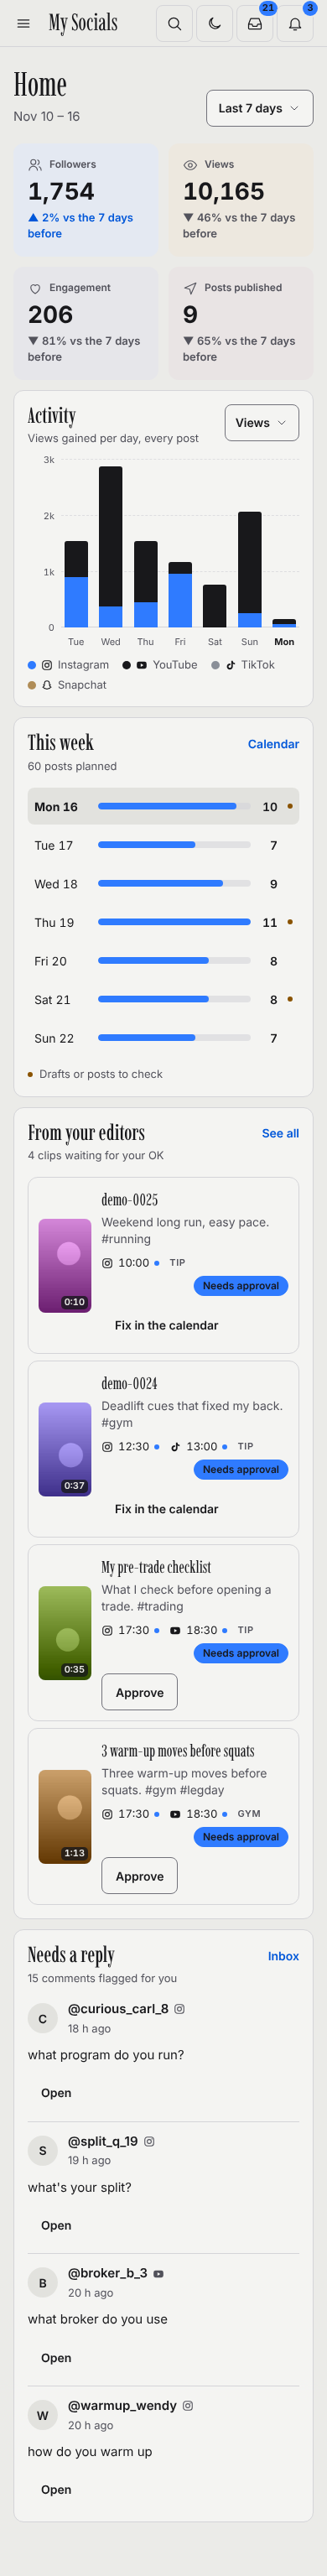 My Socials
21
3
Home
Nov 10 – 16
Last 7 days
Followers
1,754
▲ 2% vs the 7 days
before
Views
10,165
▼ 46% vs the 7 days
before
Engagement
206
▼ 81% vs the 7 days
before
Posts published
9
▼ 65% vs the 7 days
before
Activity
Views gained per day, every post
Views
3k
2k
1k
0
Tue Wed Thu Fri Sat Sun Mon
Instagram YouTube TikTok
Snapchat
This week
Calendar
60 posts planned
Mon 16 10
Tue 17 7
Wed 18 9
Thu 19 11
Fri 20 8
Sat 21 8
Sun 22 7
Drafts or posts to check
From your editors
See all
4 clips waiting for your OK
demo-0025
Weekend long run, easy pace.
#running
10:00 TIP
0:10
Needs approval
Fix in the calendar
demo-0024
Deadlift cues that fixed my back.
#gym
12:30 13:00 TIP
0:37
Needs approval
Fix in the calendar
My pre-trade checklist
What I check before opening a
trade. #trading
17:30 18:30 TIP
0:35
Needs approval
Approve
3 warm-up moves before squats
Three warm-up moves before
squats. #gym #legday
17:30 18:30 GYM
1:13
Needs approval
Approve
Needs a reply
Inbox
15 comments flagged for you
C
@curious_carl_8
18 h ago
what program do you run?
Open
S
@split_q_19
19 h ago
what's your split?
Open
B
@broker_b_3
20 h ago
what broker do you use
Open
W
@warmup_wendy
20 h ago
how do you warm up
Open